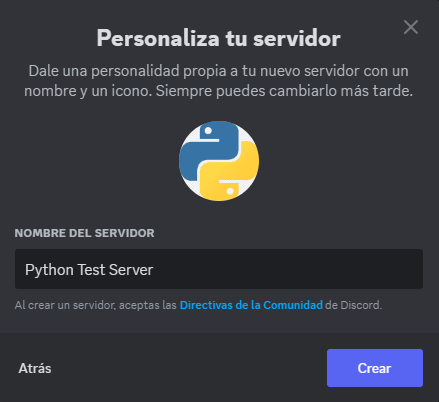 Personaliza tu servidor
Dale una personalidad propia a tu nuevo servidor con un
nombre y un icono. Siempre puedes cambiarlo más tarde.
NOMBRE DEL SERVIDOR
Python Test Server
Al crear un servidor, aceptas las Directivas de la Comunidad de Discord.
Atrás
Crear